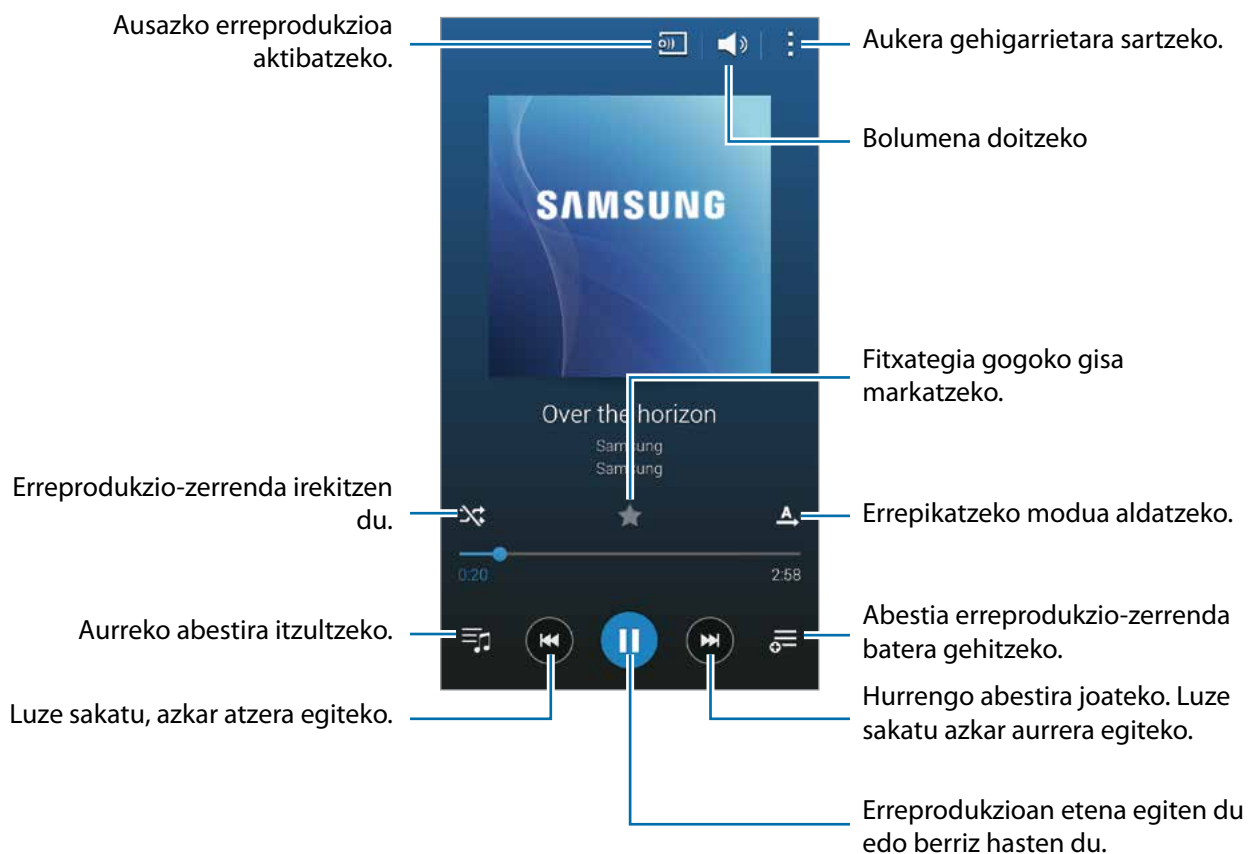 Ausazko erreprodukzioa
aktibatzeko.
Aukera gehigarrietara sartzeko.
Bolumena doitzeko
SAMSUNG
Fitxategia gogoko gisa
markatzeko.
Over the horizon
Samsung
Samsung
Erreprodukzio-zerrenda irekitzen
du.
A
Errepikatzeko modua aldatzeko.
0:20
2:58
Aurreko abestira itzultzeko.
Abestia erreprodukzio-zerrenda
batera gehitzeko.
Luze sakatu, azkar atzera egiteko.
Hurrengo abestira joateko. Luze
sakatu azkar aurrera egiteko.
Erreprodukzioan etena egiten du
edo berriz hasten du.